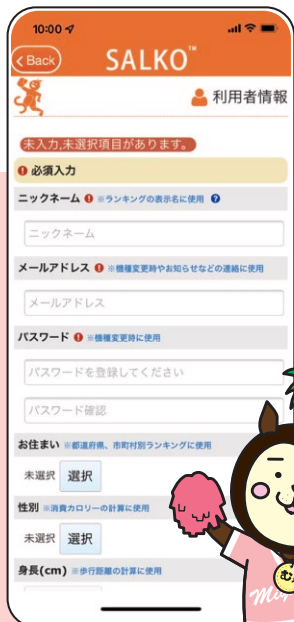 10:00
< Back
SALKO™
利用者情報
未入力,未選択項目があります。
必須入力
ニックネーム ※ランキングの表示名に使用 ?
ニックネーム
メールアドレス ※機種変更時やお知らせなどの連絡に使用
メールアドレス
パスワード ※機種変更時に使用
パスワードを登録してください
パスワード確認
お住まい ※都道府県、市町村別ランキングに使用
未選択 選択
性別 ※消費カロリーの計算に使用
未選択 選択
身長(cm) ※歩行距離の計算に使用